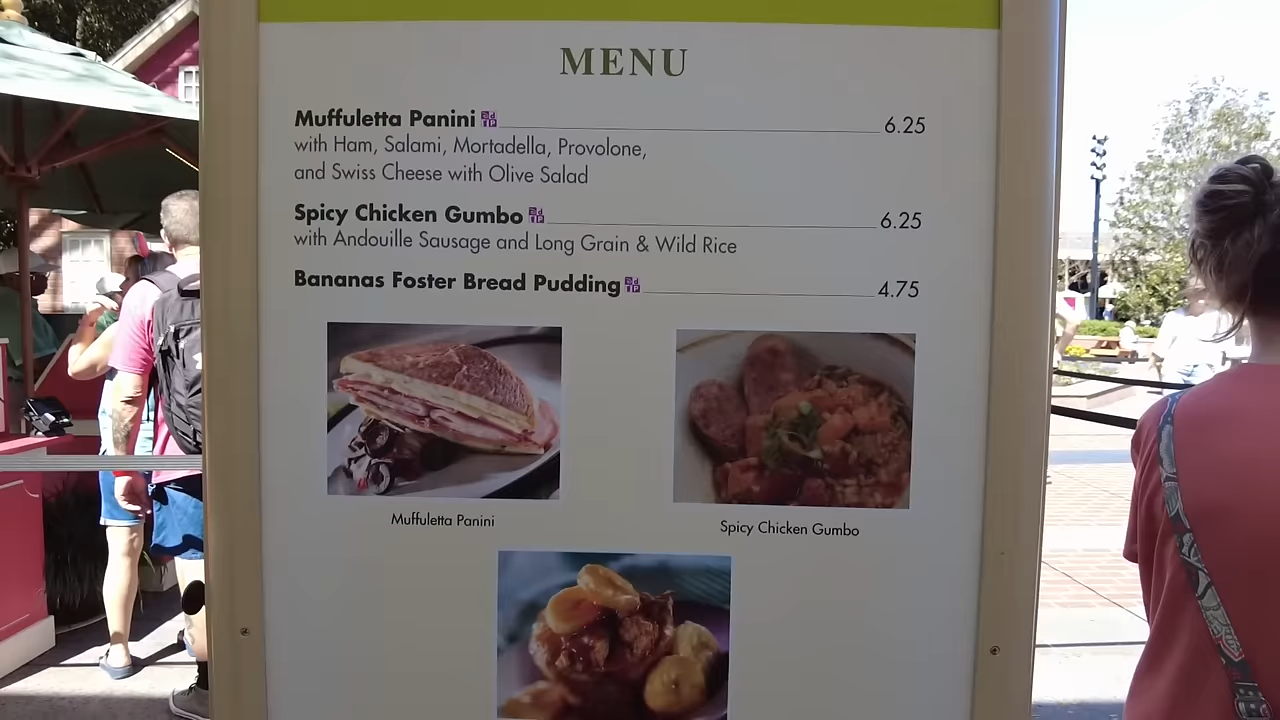 MENU
Muffuletta Panini 6.25
with Ham, Salami, Mortadella, Provolone,
and Swiss Cheese with Olive Salad
Spicy Chicken Gumbo 6.25
with Andouille Sausage and Long Grain & Wild Rice
Bananas Foster Bread Pudding 4.75
Muffuletta Panini
Spicy Chicken Gumbo